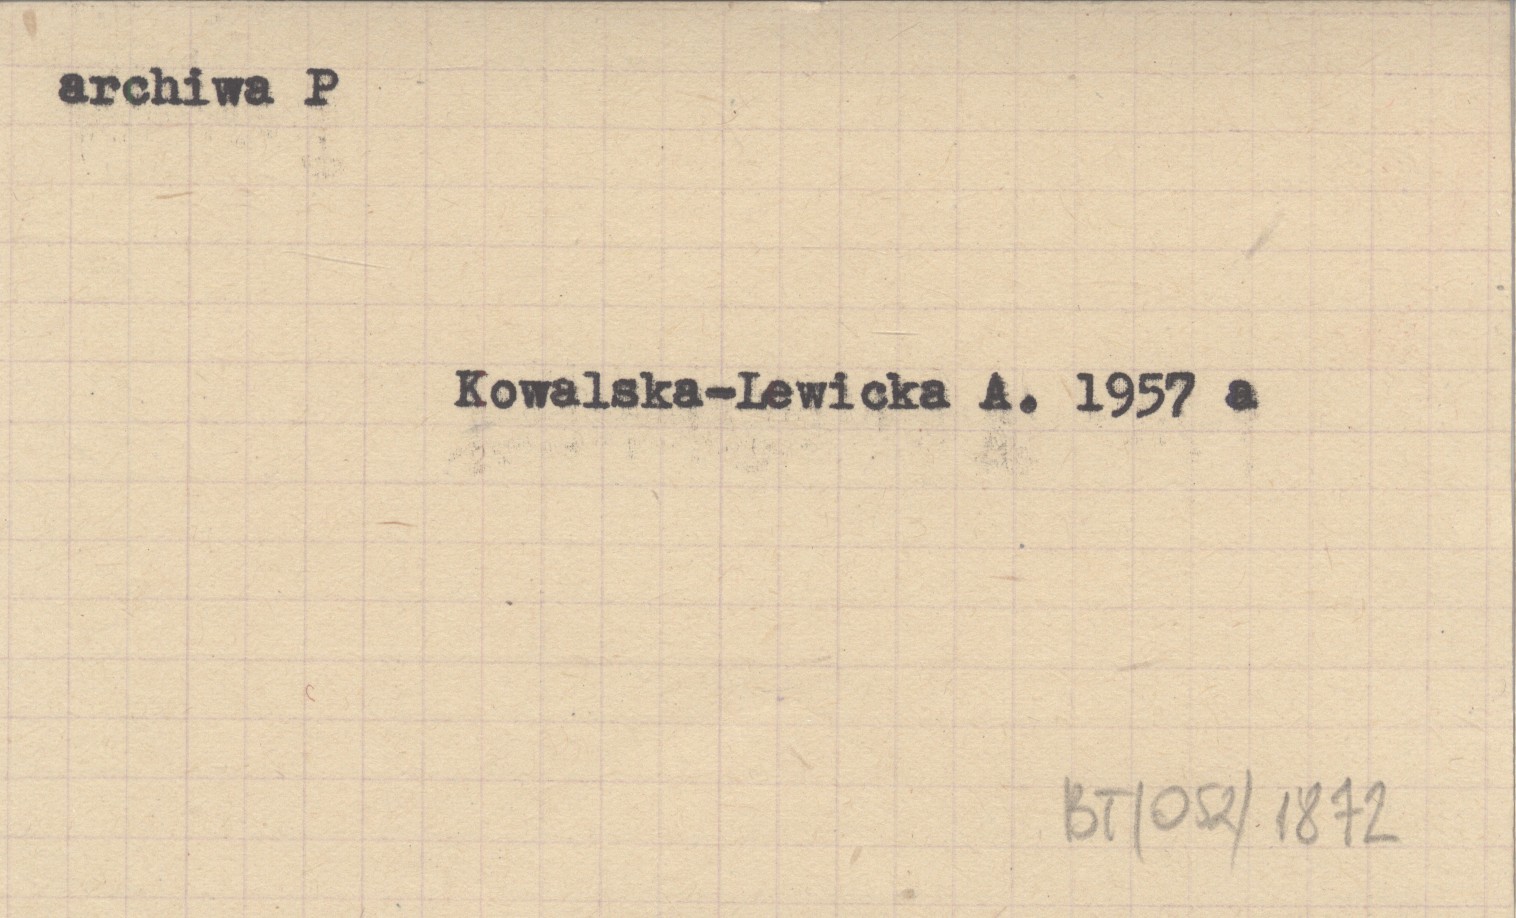 archiwa P
Kowalska-Lewicka A. 1957 a
BT/052/1872